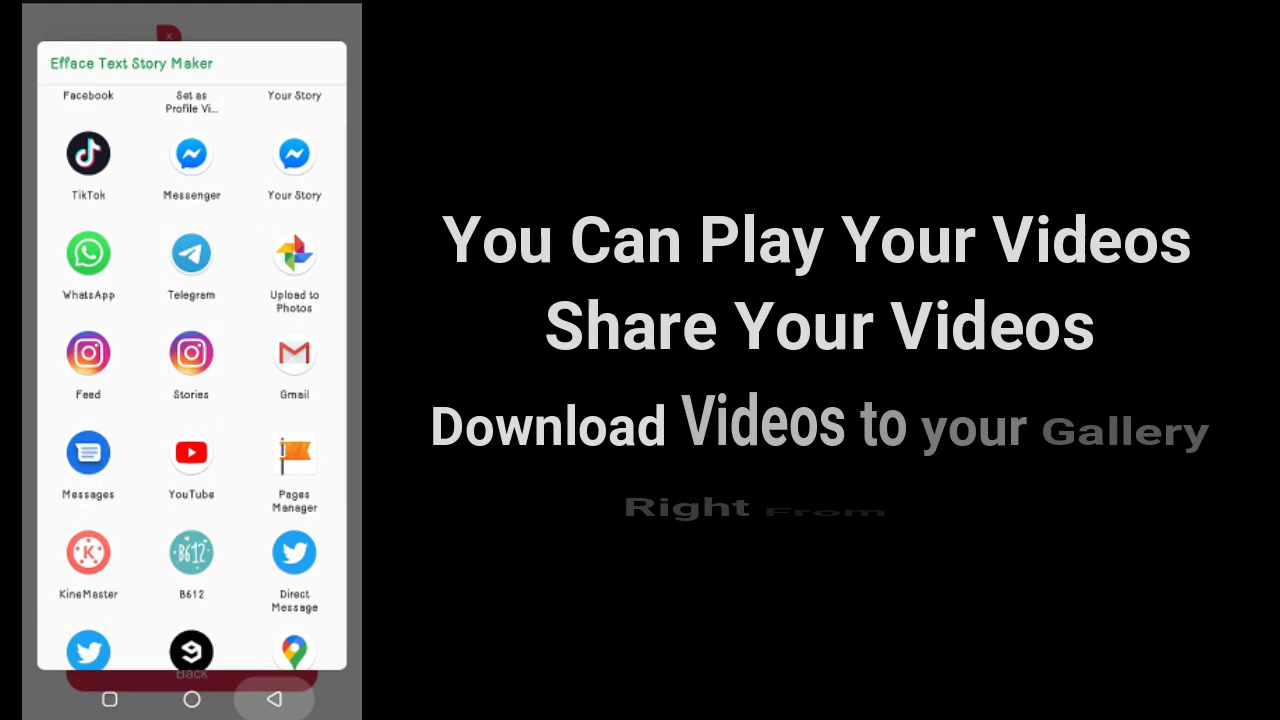 x
Efface Text Story Maker
Facebook
Set as
Profile Vi...
Your Story
TikTok
Messenger
Your Story
WhatsApp
Telegram
Upload to
Photos
Feed
Stories
Gmail
Messages
YouTube
Pages
Manager
K
KineMaster
B612
B612
Direct
Message
Back
You Can Play Your Videos
Share Your Videos
Download Videos to your Gallery
Right From